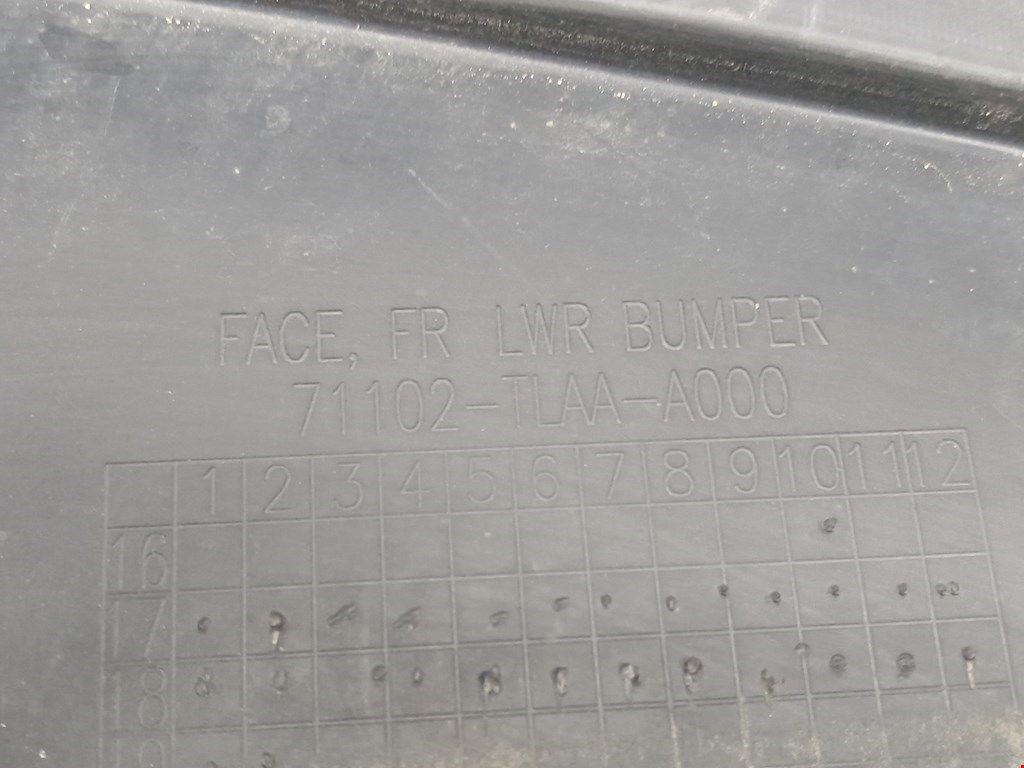 FACE, FR LWR BUMPER
71102-TLAA-A000
1 2 3 4 5 6 7 8 9 10 11 12
16
17
18